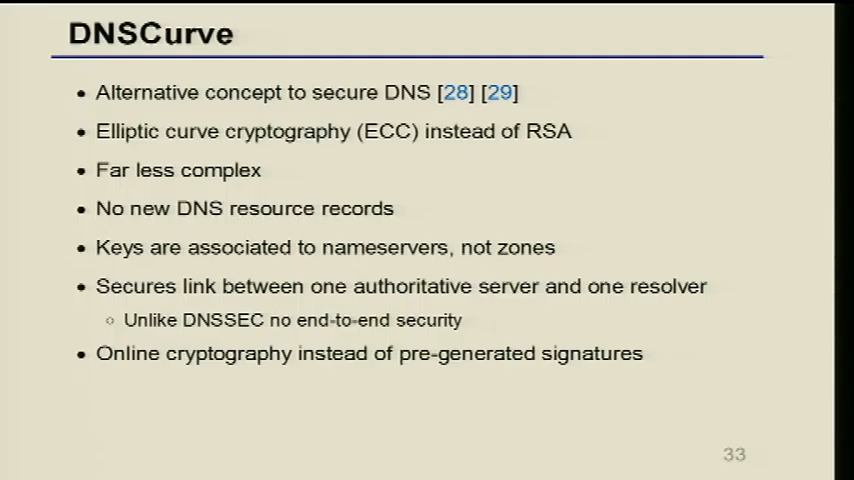 DNSCurve
• Alternative concept to secure DNS [28] [29]
• Elliptic curve cryptography (ECC) instead of RSA
• Far less complex
• No new DNS resource records
• Keys are associated to nameservers, not zones
• Secures link between one authoritative server and one resolver
○ Unlike DNSSEC no end-to-end security
• Online cryptography instead of pre-generated signatures
33